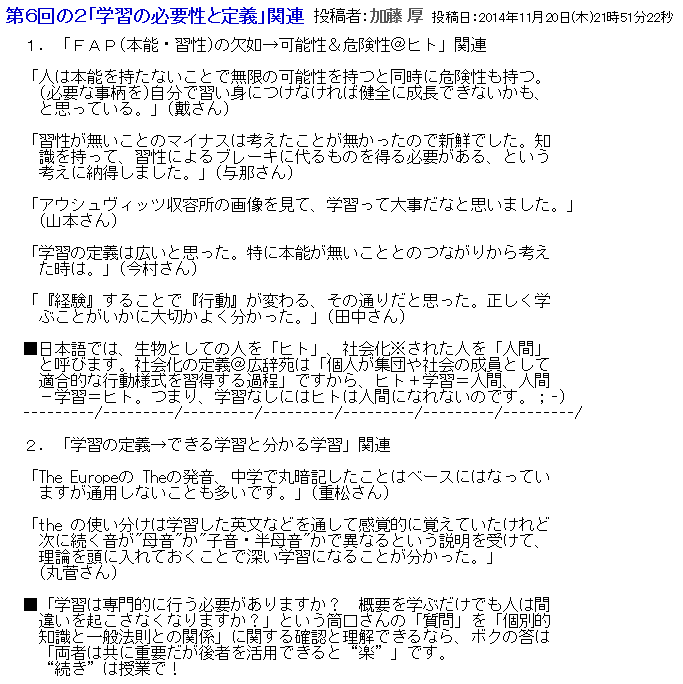 第6回の2「学習の必要性と定義」関連 投稿者:加藤 厚 投稿日:2014年11月20日(木)21時51分22秒
１．「ＦＡＰ(本能・習性)の欠如→可能性＆危険性＠ヒト」関連
「人は本能を持たないことで無限の可能性を持つと同時に危険性も持つ。
(必要な事柄を)自分で習い身につけなければ健全に成長できないかも、
と思っている。」(戴さん)
「習性が無いことのマイナスは考えたことが無かったので新鮮でした。知
識を持って、習性によるブレーキに代るものを得る必要がある、という
考えに納得しました。」(与那さん)
「アウシュヴィッツ収容所の画像を見て、学習って大事だなと思いました。」
(山本さん)
「学習の定義は広いと思った。特に本能が無いこととのつながりから考え
た時は。」(今村さん)
「『経験』することで『行動』が変わる、その通りだと思った。正しく学
ぶことがいかに大切かよく分かった。」(田中さん)
■日本語では、生物としての人を「ヒト」、社会化※された人を「人間」
と呼びます。社会化の定義＠広辞苑は「個人が集団や社会の成員として
適合的な行動様式を習得する過程」ですから、ヒト＋学習＝人間、人間
－学習＝ヒト。つまり、学習なしにはヒトは人間になれないのです。;-)
---------/---------/---------/---------/---------/---------/---------/
２．「学習の定義→できる学習と分かる学習」関連
「The Europeの Theの発音、中学で丸暗記したことはベースにはなってい
ますが通用しないことも多いです。」(重松さん)
「the の使い分けは学習した英文などを通して感覚的に覚えていたけれど
次に続く音が"母音"か"子音・半母音"かで異なるという説明を受けて、
理論を頭に入れておくことで深い学習になることが分かった。」
(丸菅さん)
■「学習は専門的に行う必要がありますか？　概要を学ぶだけでも人は間
違いを起こさなくなりますか？」という筒口さんの「質問」を「個別的
知識と一般法則との関係」に関する確認と理解できるなら、ボクの答は
「両者は共に重要だが後者を活用できると“楽”」です。
“続き”は授業で！